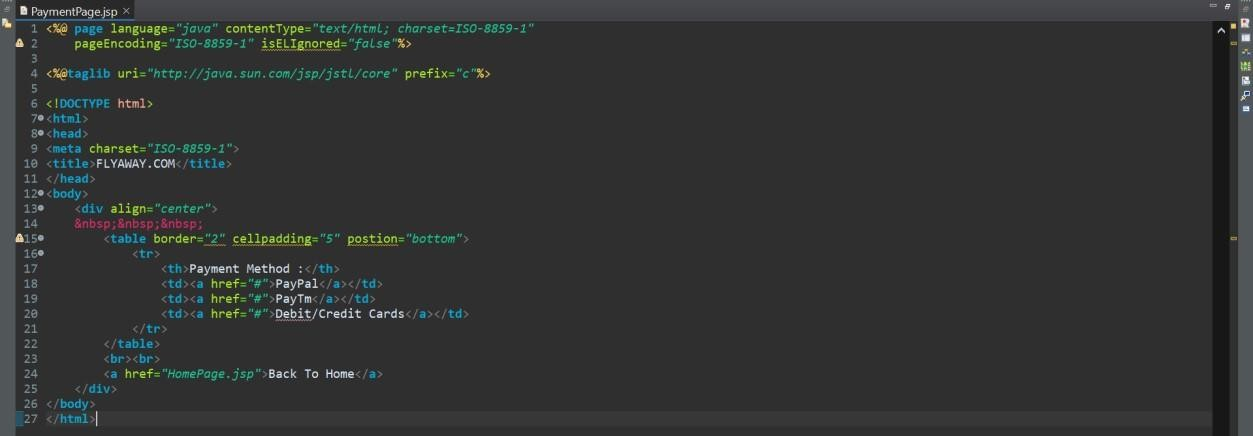 PaymentPage.jsp
1 <%@ page language="java" contentType="text/html; charset=ISO-8859-1"
2     pageEncoding="ISO-8859-1" isELIgnored="false"%>
3
4 <%@taglib uri="http://java.sun.com/jsp/jstl/core" prefix="c"%>
5
6 <!DOCTYPE html>
7 <html>
8 <head>
9 <meta charset="ISO-8859-1">
10 <title>FLYAWAY.COM</title>
11 </head>
12 <body>
13     <div align="center">
14     &nbsp;&nbsp;&nbsp;
15         <table border="2" cellpadding="5" postion="bottom">
16             <tr>
17                 <th>Payment Method :</th>
18                 <td><a href="#">PayPal</a></td>
19                 <td><a href="#">PayTm</a></td>
20                 <td><a href="#">Debit/Credit Cards</a></td>
21             </tr>
22         </table>
23         <br><br>
24         <a href="HomePage.jsp">Back To Home</a>
25     </div>
26 </body>
27 </html>